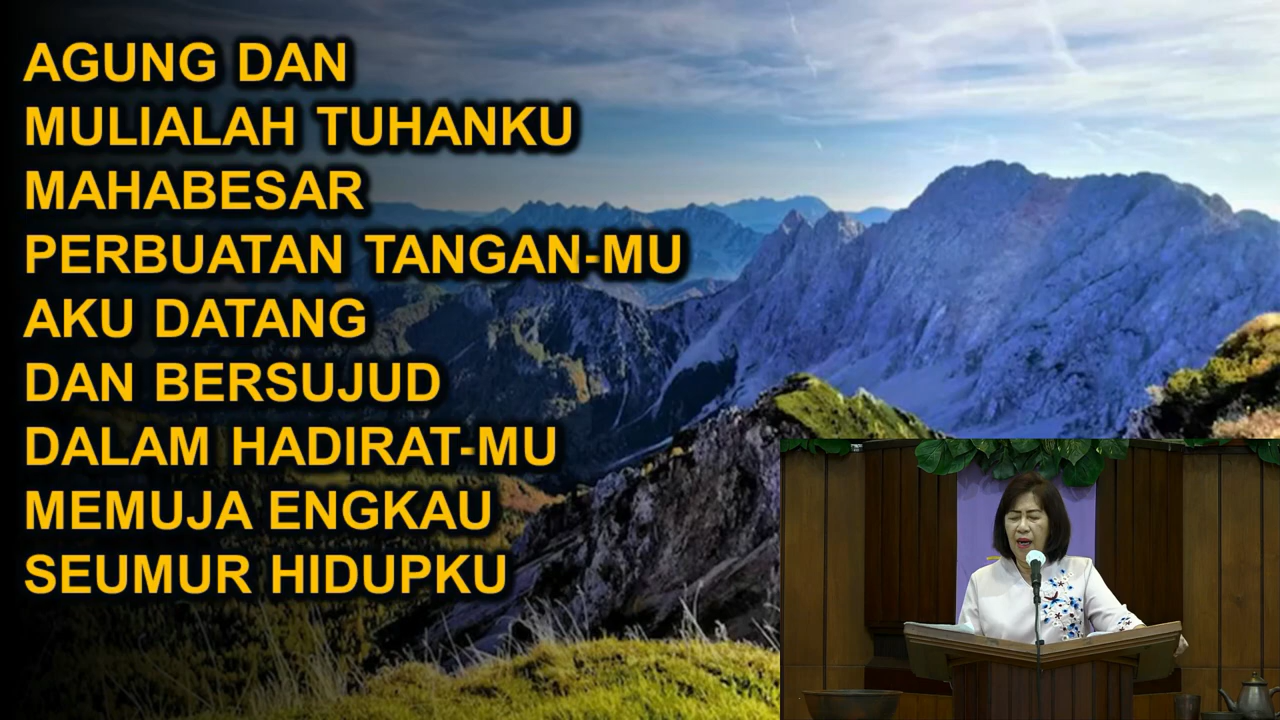 AGUNG DAN
MULIALAH TUHANKU
MAHABESAR
PERBUATAN TANGAN-MU
AKU DATANG
DAN BERSUJUD
DALAM HADIRAT-MU
MEMUJA ENGKAU
SEUMUR HIDUPKU